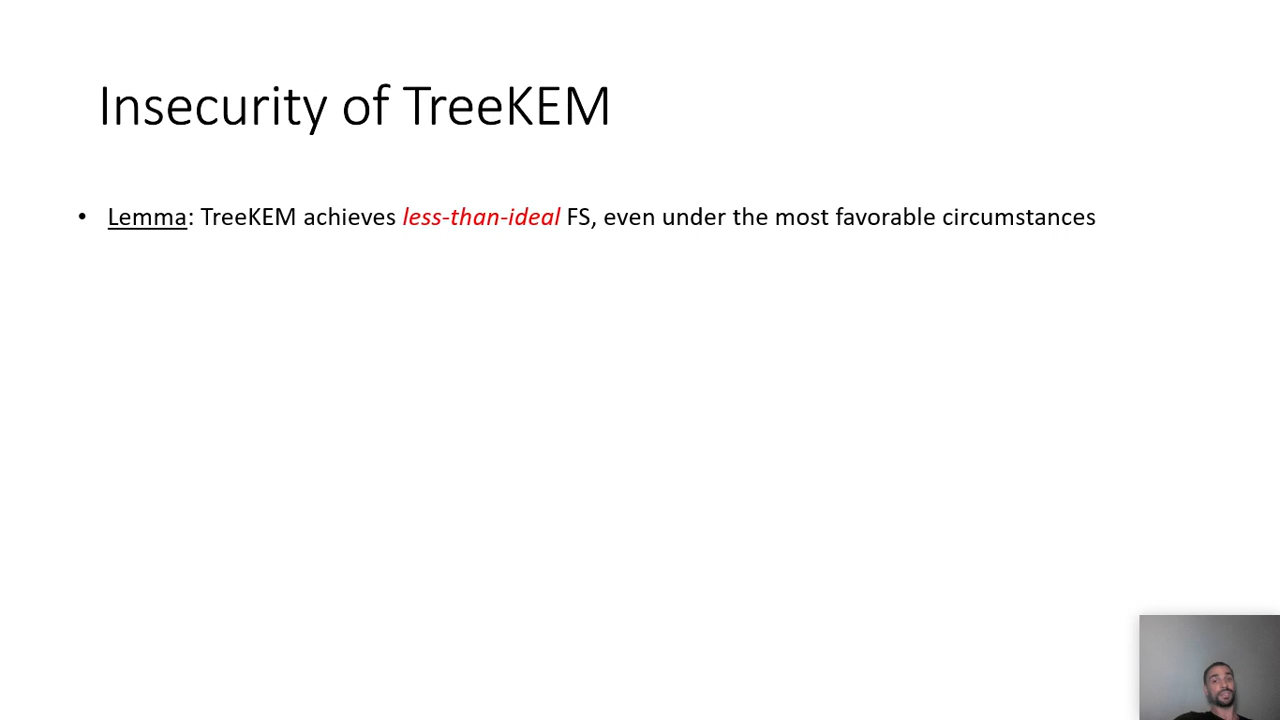 Insecurity of TreeKEM
• Lemma: TreeKEM achieves less-than-ideal FS, even under the most favorable circumstances